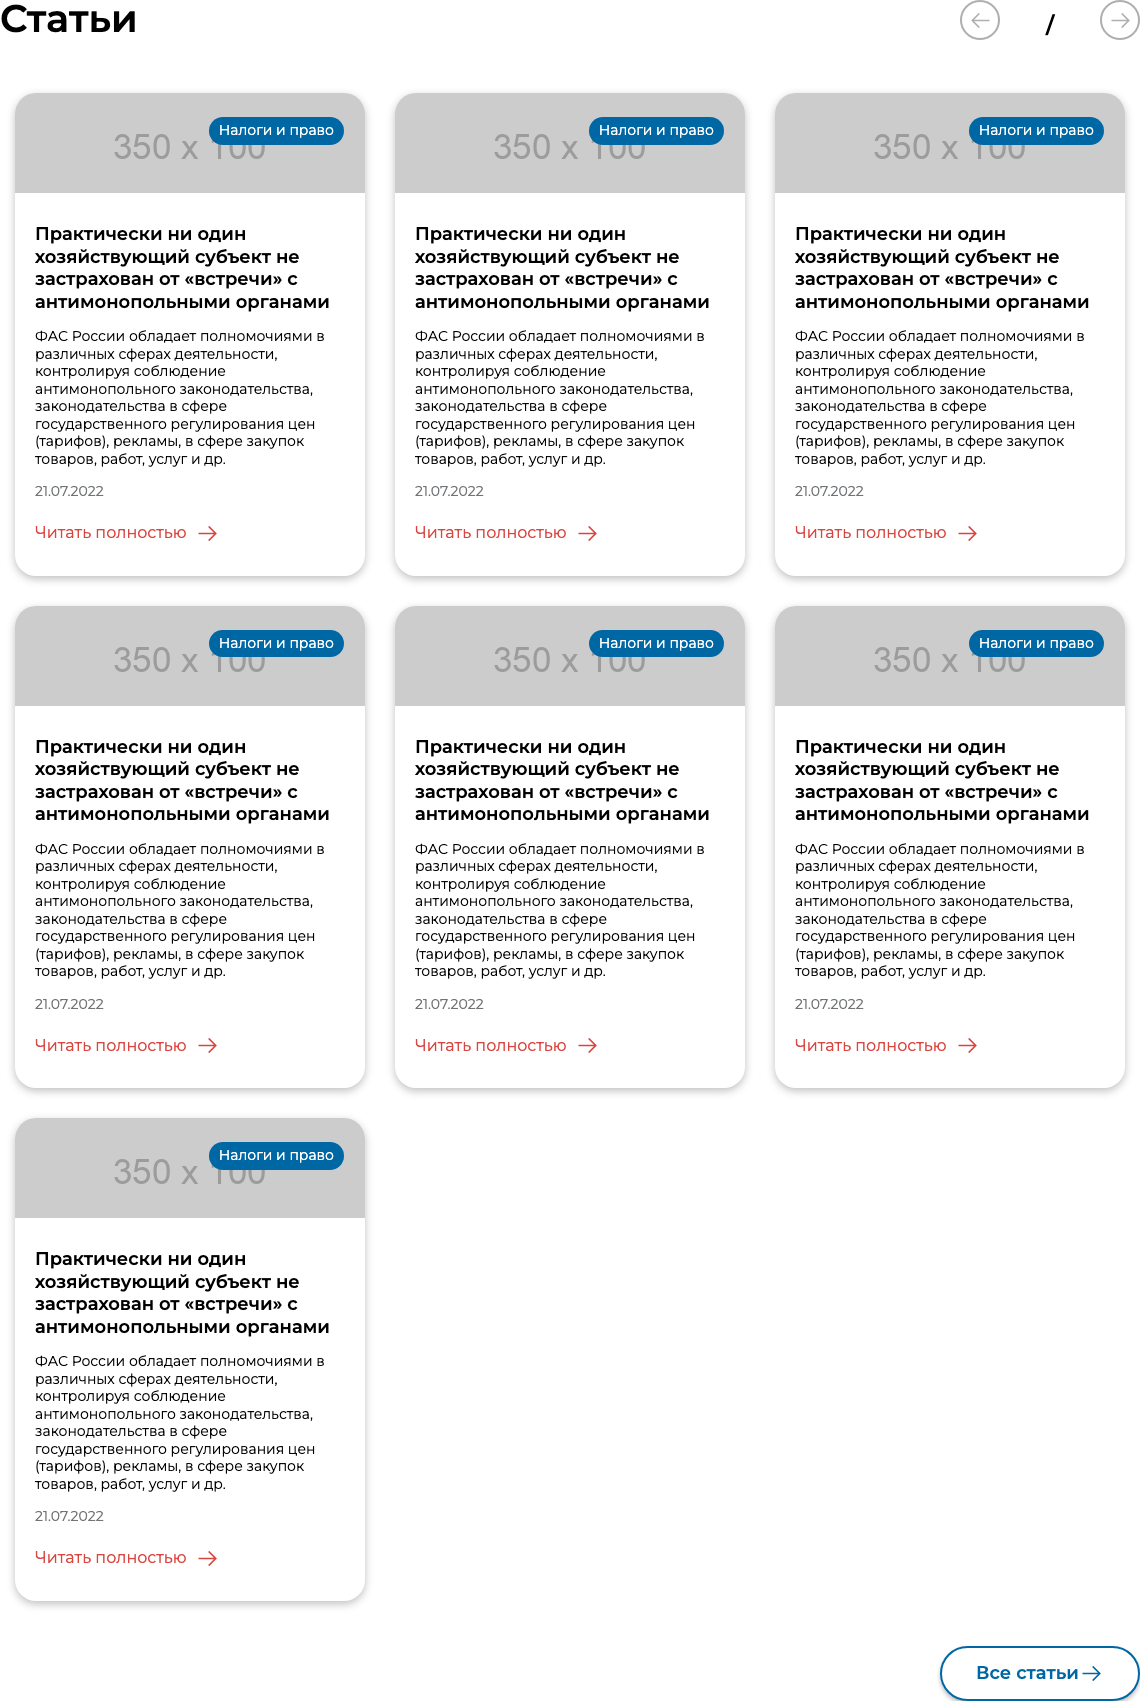 Статьи
/
350 x 100
Налоги и право
Практически ни один
хозяйствующий субъект не
застрахован от «встречи» с
антимонопольными органами
ФАС России обладает полномочиями в
различных сферах деятельности,
контролируя соблюдение
антимонопольного законодательства,
законодательства в сфере
государственного регулирования цен
(тарифов), рекламы, в сфере закупок
товаров, работ, услуг и др.
21.07.2022
Читать полностью
350 x 100
Налоги и право
Практически ни один
хозяйствующий субъект не
застрахован от «встречи» с
антимонопольными органами
ФАС России обладает полномочиями в
различных сферах деятельности,
контролируя соблюдение
антимонопольного законодательства,
законодательства в сфере
государственного регулирования цен
(тарифов), рекламы, в сфере закупок
товаров, работ, услуг и др.
21.07.2022
Читать полностью
350 x 100
Налоги и право
Практически ни один
хозяйствующий субъект не
застрахован от «встречи» с
антимонопольными органами
ФАС России обладает полномочиями в
различных сферах деятельности,
контролируя соблюдение
антимонопольного законодательства,
законодательства в сфере
государственного регулирования цен
(тарифов), рекламы, в сфере закупок
товаров, работ, услуг и др.
21.07.2022
Читать полностью
350 x 100
Налоги и право
Практически ни один
хозяйствующий субъект не
застрахован от «встречи» с
антимонопольными органами
ФАС России обладает полномочиями в
различных сферах деятельности,
контролируя соблюдение
антимонопольного законодательства,
законодательства в сфере
государственного регулирования цен
(тарифов), рекламы, в сфере закупок
товаров, работ, услуг и др.
21.07.2022
Читать полностью
350 x 100
Налоги и право
Практически ни один
хозяйствующий субъект не
застрахован от «встречи» с
антимонопольными органами
ФАС России обладает полномочиями в
различных сферах деятельности,
контролируя соблюдение
антимонопольного законодательства,
законодательства в сфере
государственного регулирования цен
(тарифов), рекламы, в сфере закупок
товаров, работ, услуг и др.
21.07.2022
Читать полностью
350 x 100
Налоги и право
Практически ни один
хозяйствующий субъект не
застрахован от «встречи» с
антимонопольными органами
ФАС России обладает полномочиями в
различных сферах деятельности,
контролируя соблюдение
антимонопольного законодательства,
законодательства в сфере
государственного регулирования цен
(тарифов), рекламы, в сфере закупок
товаров, работ, услуг и др.
21.07.2022
Читать полностью
350 x 100
Налоги и право
Практически ни один
хозяйствующий субъект не
застрахован от «встречи» с
антимонопольными органами
ФАС России обладает полномочиями в
различных сферах деятельности,
контролируя соблюдение
антимонопольного законодательства,
законодательства в сфере
государственного регулирования цен
(тарифов), рекламы, в сфере закупок
товаров, работ, услуг и др.
21.07.2022
Читать полностью
Все статьи